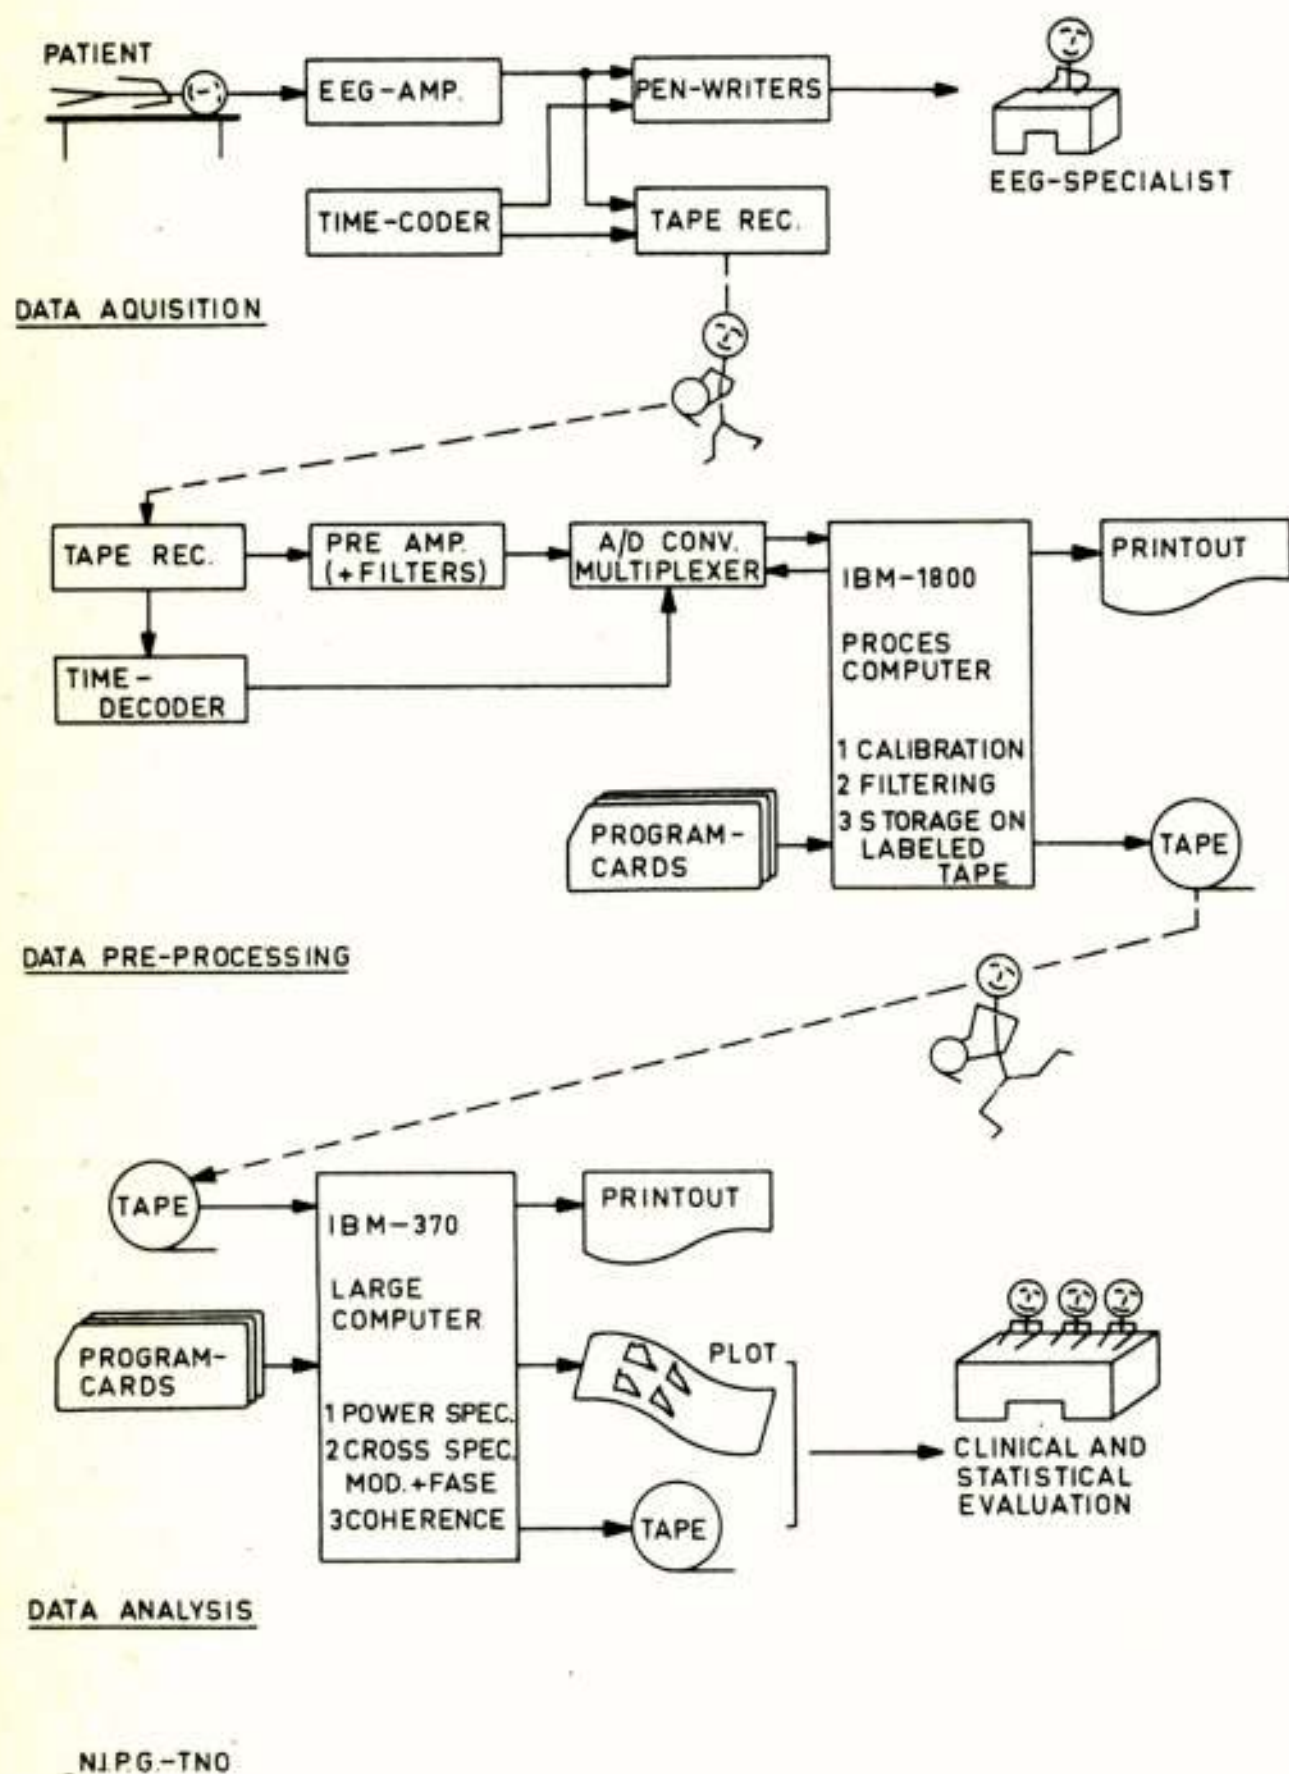 PATIENT
EEG-AMP.
PEN-WRITERS
EEG-SPECIALIST
TIME-CODER
TAPE REC.
DATA AQUISITION
TAPE REC.
PRE AMP.
(+FILTERS)
A/D CONV.
MULTIPLEXER
IBM-1800
PROCES
COMPUTER
1 CALIBRATION
2 FILTERING
3 STORAGE ON
LABELED
TAPE
PRINTOUT
TIME-
DECODER
PROGRAM-
CARDS
TAPE
DATA PRE-PROCESSING
TAPE
IBM-370
LARGE
COMPUTER
1 POWER SPEC.
2 CROSS SPEC.
MOD.+FASE
3 COHERENCE
PRINTOUT
PROGRAM-
CARDS
PLOT
TAPE
CLINICAL AND
STATISTICAL
EVALUATION
DATA ANALYSIS
N.I.P.G.-TNO